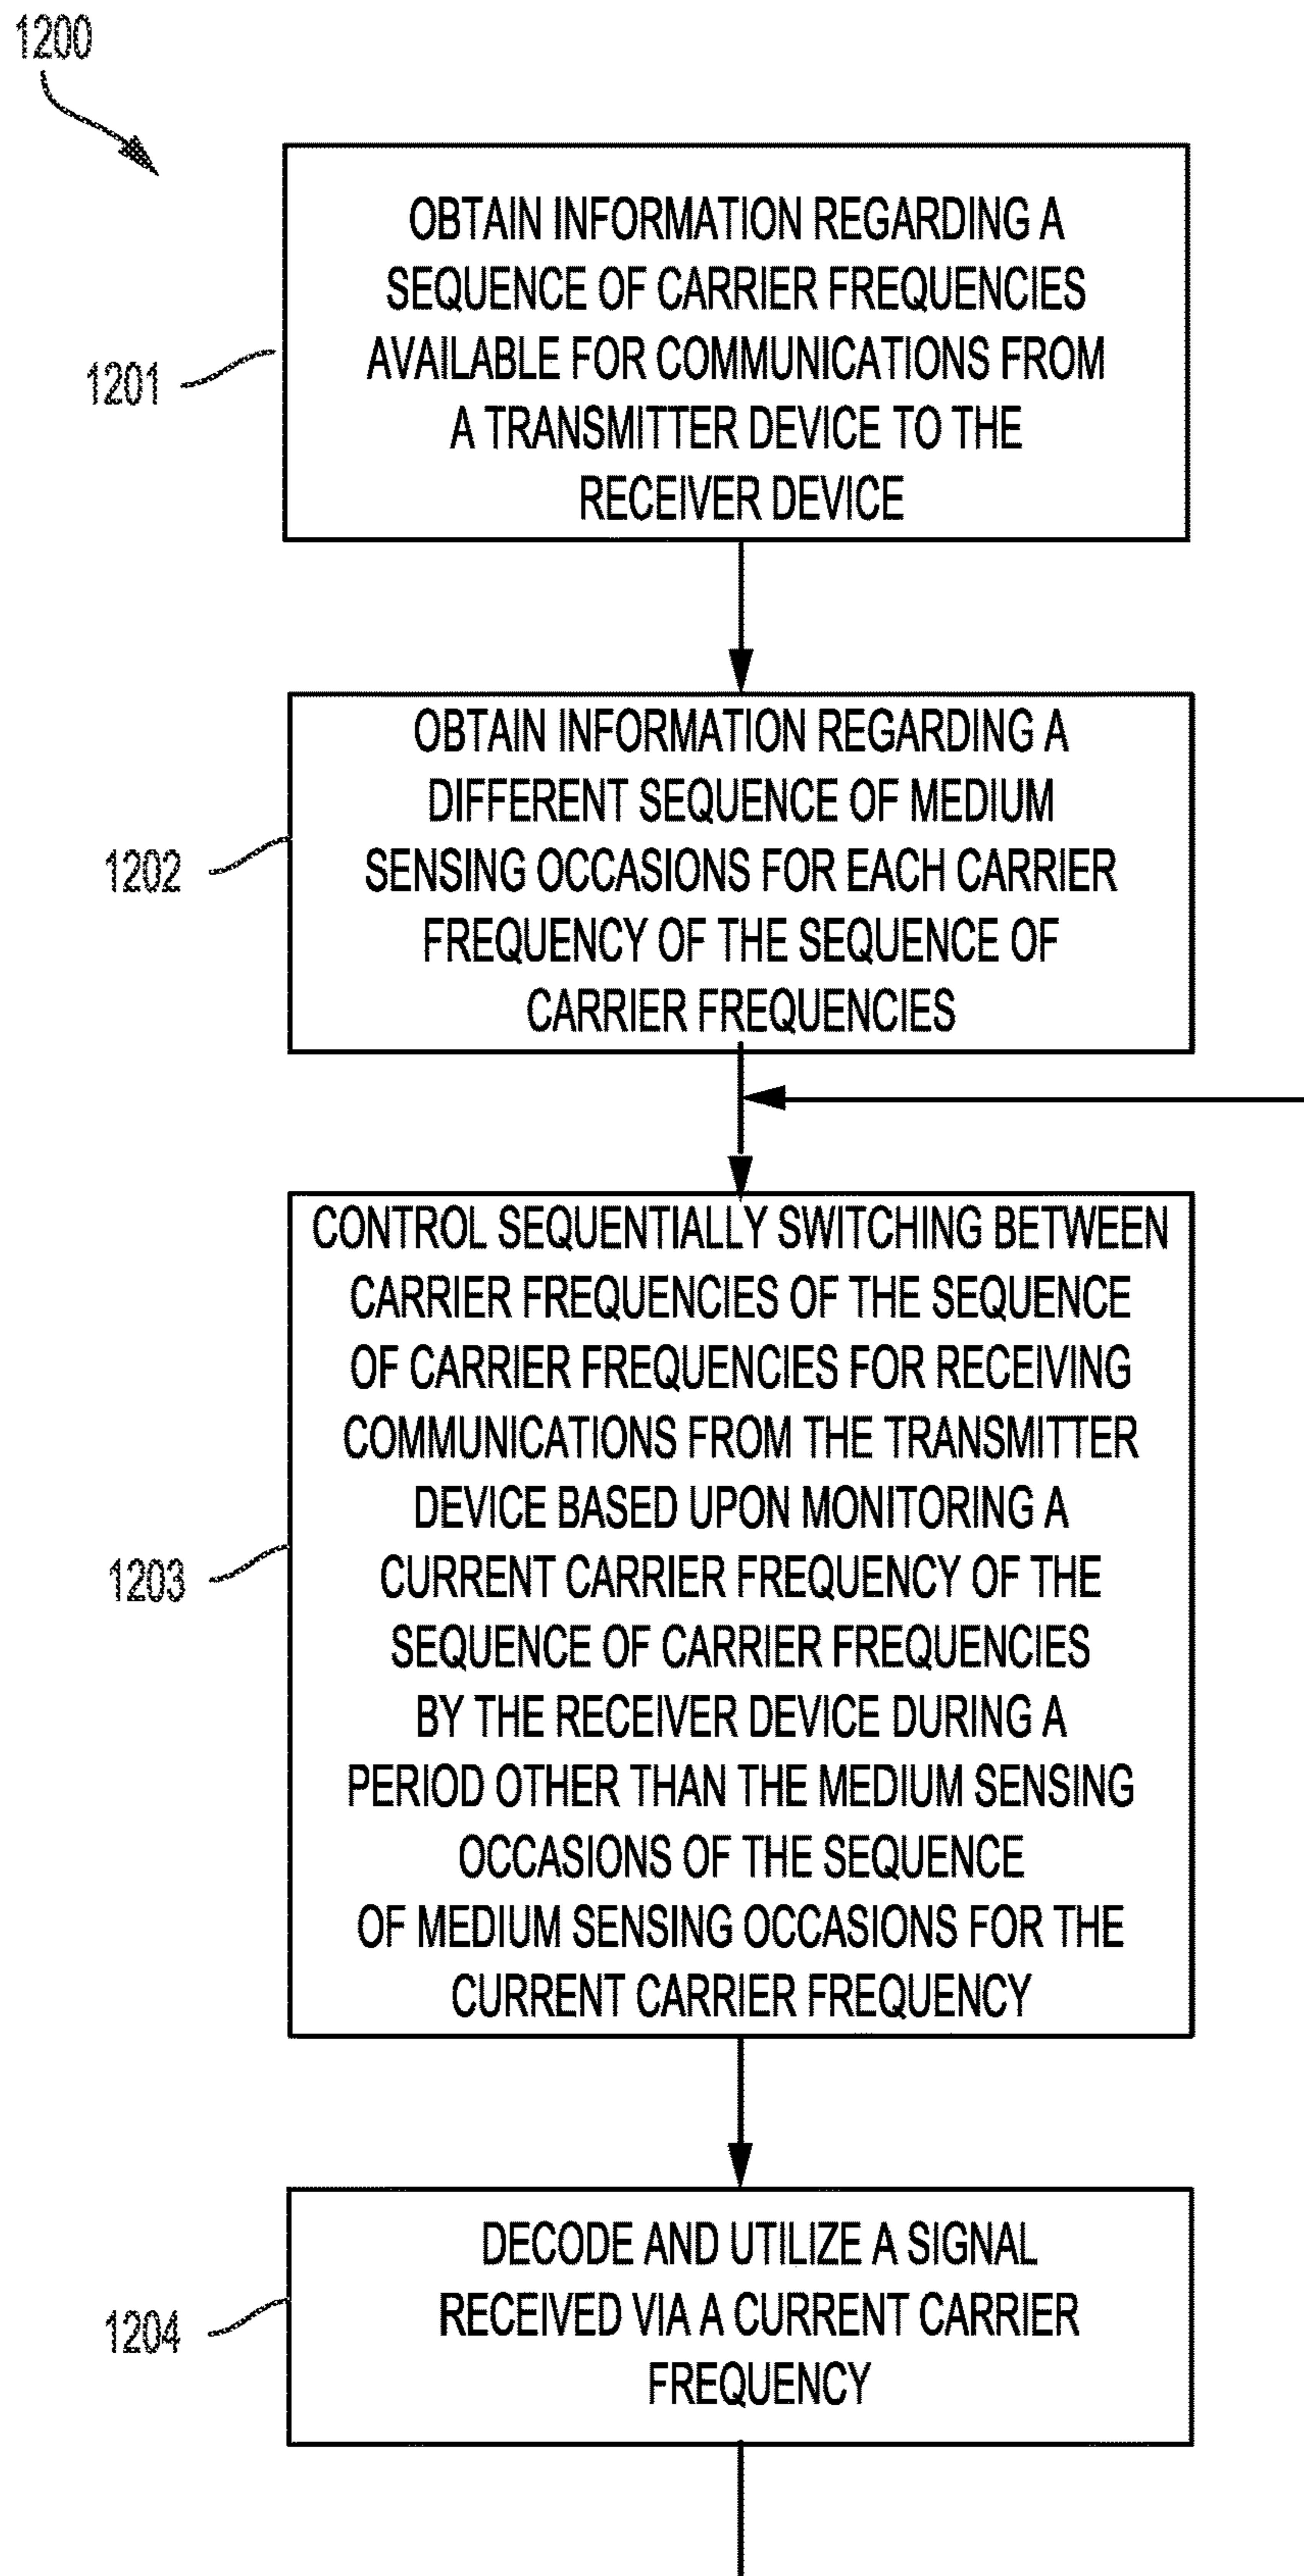 1200
OBTAIN INFORMATION REGARDING A
SEQUENCE OF CARRIER FREQUENCIES
AVAILABLE FOR COMMUNICATIONS FROM
A TRANSMITTER DEVICE TO THE
RECEIVER DEVICE
1201
OBTAIN INFORMATION REGARDING A
DIFFERENT SEQUENCE OF MEDIUM
SENSING OCCASIONS FOR EACH CARRIER
FREQUENCY OF THE SEQUENCE OF
CARRIER FREQUENCIES
1202
CONTROL SEQUENTIALLY SWITCHING BETWEEN
CARRIER FREQUENCIES OF THE SEQUENCE
OF CARRIER FREQUENCIES FOR RECEIVING
COMMUNICATIONS FROM THE TRANSMITTER
DEVICE BASED UPON MONITORING A
CURRENT CARRIER FREQUENCY OF THE
SEQUENCE OF CARRIER FREQUENCIES
BY THE RECEIVER DEVICE DURING A
PERIOD OTHER THAN THE MEDIUM SENSING
OCCASIONS OF THE SEQUENCE
OF MEDIUM SENSING OCCASIONS FOR THE
CURRENT CARRIER FREQUENCY
1203
DECODE AND UTILIZE A SIGNAL
RECEIVED VIA A CURRENT CARRIER
FREQUENCY
1204